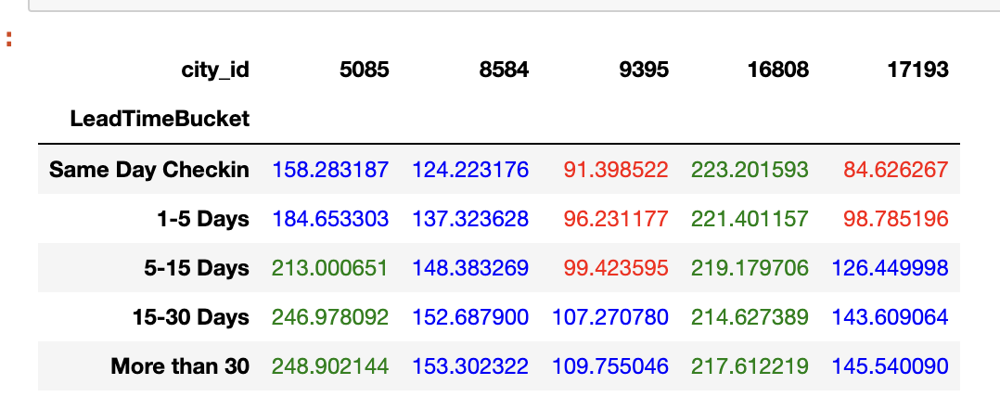 :
city_id 5085 8584 9395 16808 17193
LeadTimeBucket
Same Day Checkin 158.283187 124.223176 91.398522 223.201593 84.626267
1-5 Days 184.653303 137.323628 96.231177 221.401157 98.785196
5-15 Days 213.000651 148.383269 99.423595 219.179706 126.449998
15-30 Days 246.978092 152.687900 107.270780 214.627389 143.609064
More than 30 248.902144 153.302322 109.755046 217.612219 145.540090